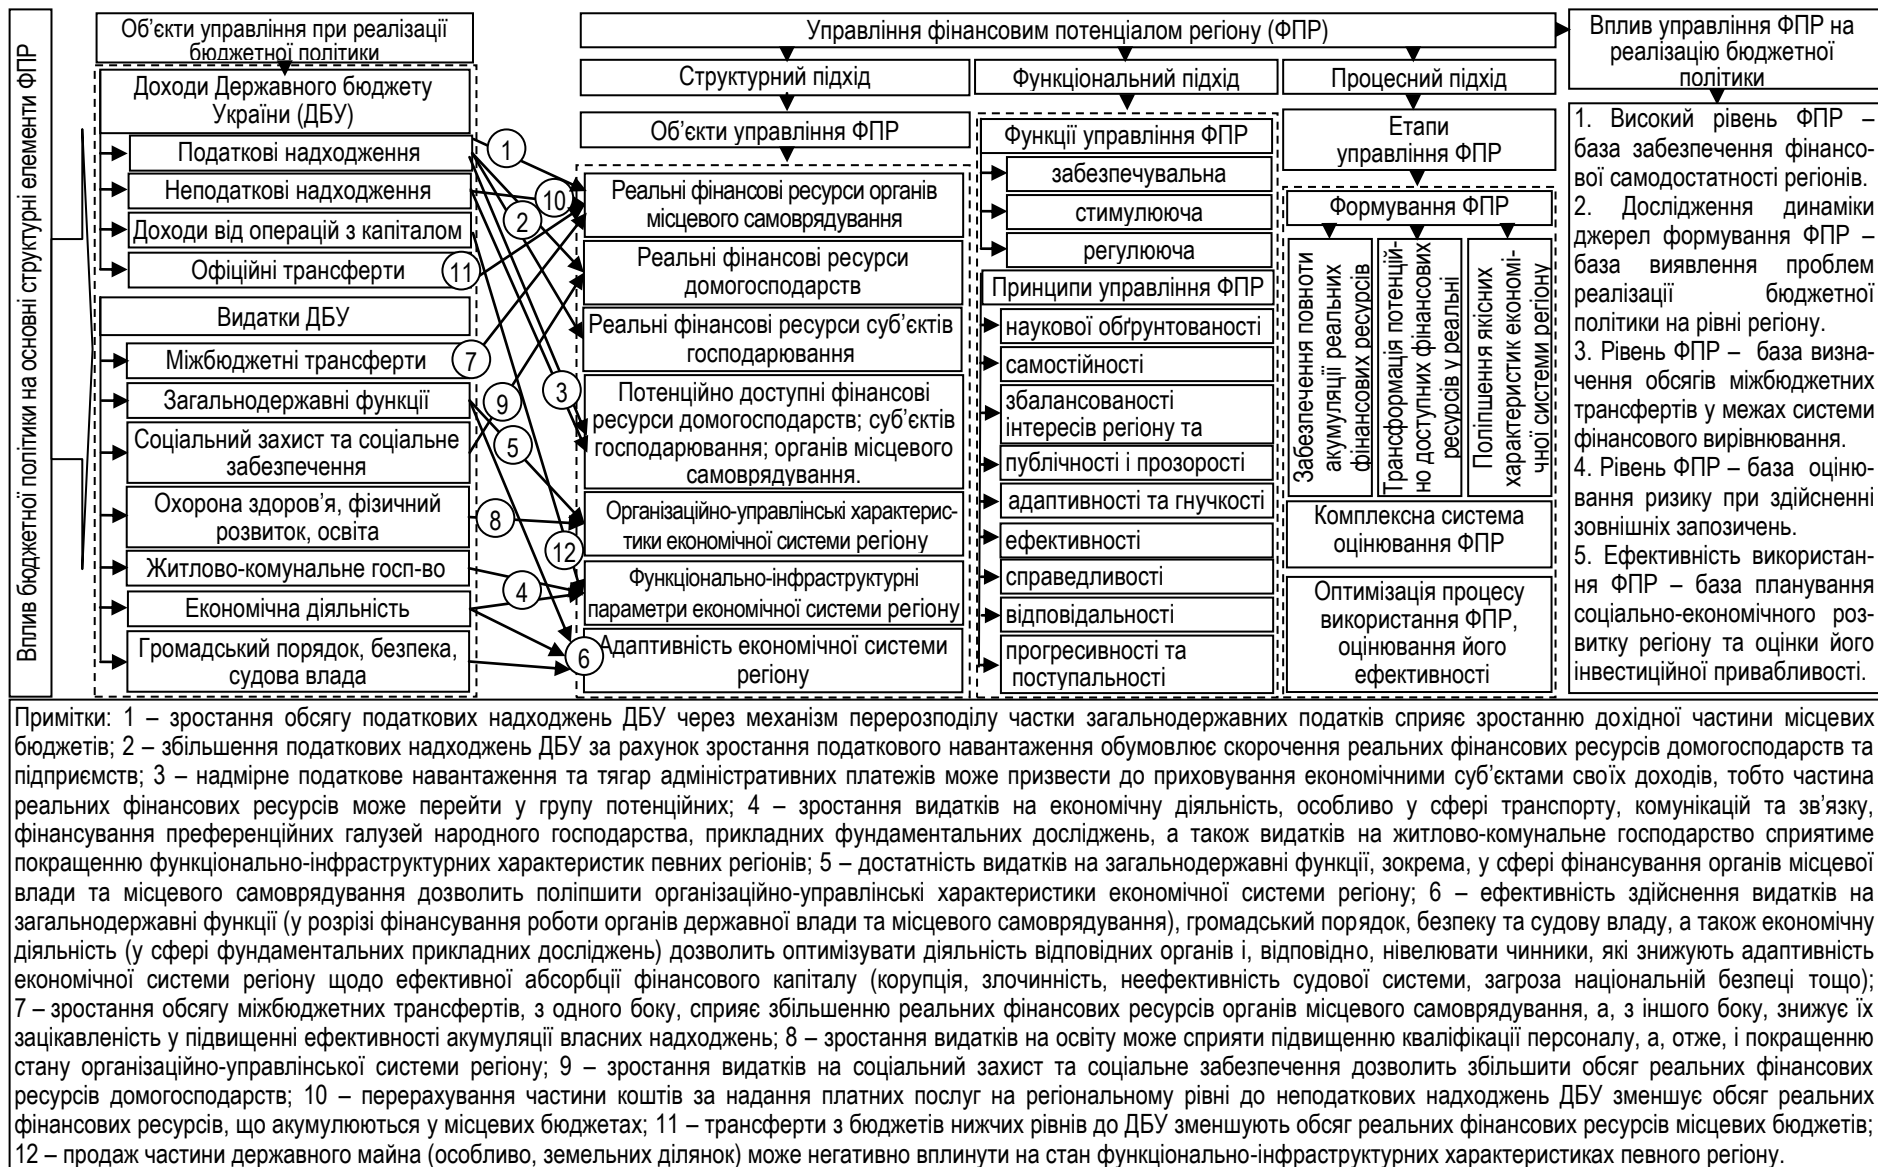 Вплив бюджетної політики на основні структурні елементи ФПР
Об’єкти управління при реалізації
бюджетної політики
Доходи Державного бюджету
України (ДБУ)
Податкові надходження
Неподаткові надходження
Доходи від операцій з капіталом
Офіційні трансферти
Видатки ДБУ
Міжбюджетні трансферти
Загальнодержавні функції
Соціальний захист та соціальне
забезпечення
Охорона здоров’я, фізичний
розвиток, освіта
Житлово-комунальне госп-во
Економічна діяльність
Громадський порядок, безпека,
судова влада
1
10
2
11
7
3
9
5
8
12
4
6
Управління фінансовим потенціалом регіону (ФПР)
Структурний підхід
Об’єкти управління ФПР
Реальні фінансові ресурси органів
місцевого самоврядування
Реальні фінансові ресурси
домогосподарств
Реальні фінансові ресурси суб’єктів
господарювання
Потенційно доступні фінансові
ресурси домогосподарств; суб’єктів
господарювання; органів місцевого
самоврядування.
Організаційно-управлінські характерис-
тики економічної системи регіону
Функціонально-інфраструктурні
параметри економічної системи регіону
Адаптивність економічної системи
регіону
Функціональний підхід
Функції управління ФПР
забезпечувальна
стимулююча
регулююча
Принципи управління ФПР
наукової обґрунтованості
самостійності
збалансованості
інтересів регіону та
публічності і прозорості
адаптивності та гнучкості
ефективності
справедливості
відповідальності
прогресивності та
поступальності
Процесний підхід
Етапи
управління ФПР
Формування ФПР
Забезпечення повноти
акумуляції реальних
фінансових ресурсів
Трансформація потенцій-
но доступних фінансових
ресурсів у реальні
Поліпшення якісних
характеристик економі-
чної системи регіону
Комплексна система
оцінювання ФПР
Оптимізація процесу
використання ФПР,
оцінювання його
ефективності
Вплив управління ФПР на
реалізацію бюджетної
політики
1. Високий рівень ФПР –
база забезпечення фінансо-
вої самодостатності регіонів.
2. Дослідження динаміки
джерел формування ФПР –
база виявлення проблем
реалізації бюджетної
політики на рівні регіону.
3. Рівень ФПР – база визна-
чення обсягів міжбюджетних
трансфертів у межах системи
фінансового вирівнювання.
4. Рівень ФПР – база оціню-
вання ризику при здійсненні
зовнішніх запозичень.
5. Ефективність використан-
ня ФПР – база планування
соціально-економічного роз-
витку регіону та оцінки його
інвестиційної привабливості.
Примітки: 1 – зростання обсягу податкових надходжень ДБУ через механізм перерозподілу частки загальнодержавних податків сприяє зростанню дохідної частини місцевих
бюджетів; 2 – збільшення податкових надходжень ДБУ за рахунок зростання податкового навантаження обумовлює скорочення реальних фінансових ресурсів домогосподарств та
підприємств; 3 – надмірне податкове навантаження та тягар адміністративних платежів може призвести до приховування економічними суб’єктами своїх доходів, тобто частина
реальних фінансових ресурсів може перейти у групу потенційних; 4 – зростання видатків на економічну діяльність, особливо у сфері транспорту, комунікацій та зв’язку,
фінансування преференційних галузей народного господарства, прикладних фундаментальних досліджень, а також видатків на житлово-комунальне господарство сприятиме
покращенню функціонально-інфраструктурних характеристик певних регіонів; 5 – достатність видатків на загальнодержавні функції, зокрема, у сфері фінансування органів місцевої
влади та місцевого самоврядування дозволить поліпшити організаційно-управлінські характеристики економічної системи регіону; 6 – ефективність здійснення видатків на
загальнодержавні функції (у розрізі фінансування роботи органів державної влади та місцевого самоврядування), громадський порядок, безпеку та судову владу, а також економічну
діяльність (у сфері фундаментальних прикладних досліджень) дозволить оптимізувати діяльність відповідних органів і, відповідно, нівелювати чинники, які знижують адаптивність
економічної системи регіону щодо ефективної абсорбції фінансового капіталу (корупція, злочинність, неефективність судової системи, загроза національній безпеці тощо);
7 – зростання обсягу міжбюджетних трансфертів, з одного боку, сприяє збільшенню реальних фінансових ресурсів органів місцевого самоврядування, а, з іншого боку, знижує їх
зацікавленість у підвищенні ефективності акумуляції власних надходжень; 8 – зростання видатків на освіту може сприяти підвищенню кваліфікації персоналу, а, отже, і покращенню
стану організаційно-управлінської системи регіону; 9 – зростання видатків на соціальний захист та соціальне забезпечення дозволить збільшити обсяг реальних фінансових
ресурсів домогосподарств; 10 – перерахування частини коштів за надання платних послуг на регіональному рівні до неподаткових надходжень ДБУ зменшує обсяг реальних
фінансових ресурсів, що акумулюються у місцевих бюджетах; 11 – трансферти з бюджетів нижчих рівнів до ДБУ зменшують обсяг реальних фінансових ресурсів місцевих бюджетів;
12 – продаж частини державного майна (особливо, земельних ділянок) може негативно вплинути на стан функціонально-інфраструктурних характеристиках певного регіону.